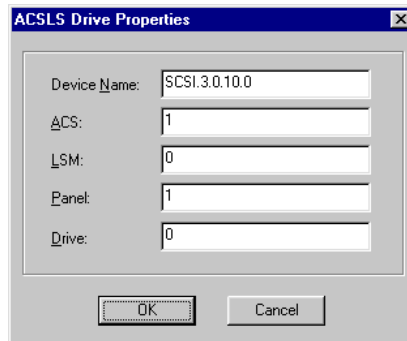 ACSLS Drive Properties
Device Name: SCSI.3.0.10.0
ACS: 1
LSM: 0
Panel: 1
Drive: 0
OK Cancel